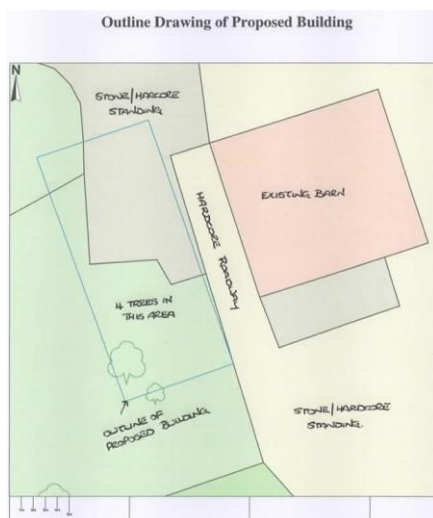 Outline Drawing of Proposed Building
N
STONE/HARCORE
STANDING
EXISTING BARN
HARDCORE ROADWAY
4 TREES IN
THIS AREA
OUTLINE OF
PROPOSED BUILDING
STONE/HARDCORE
STANDING.